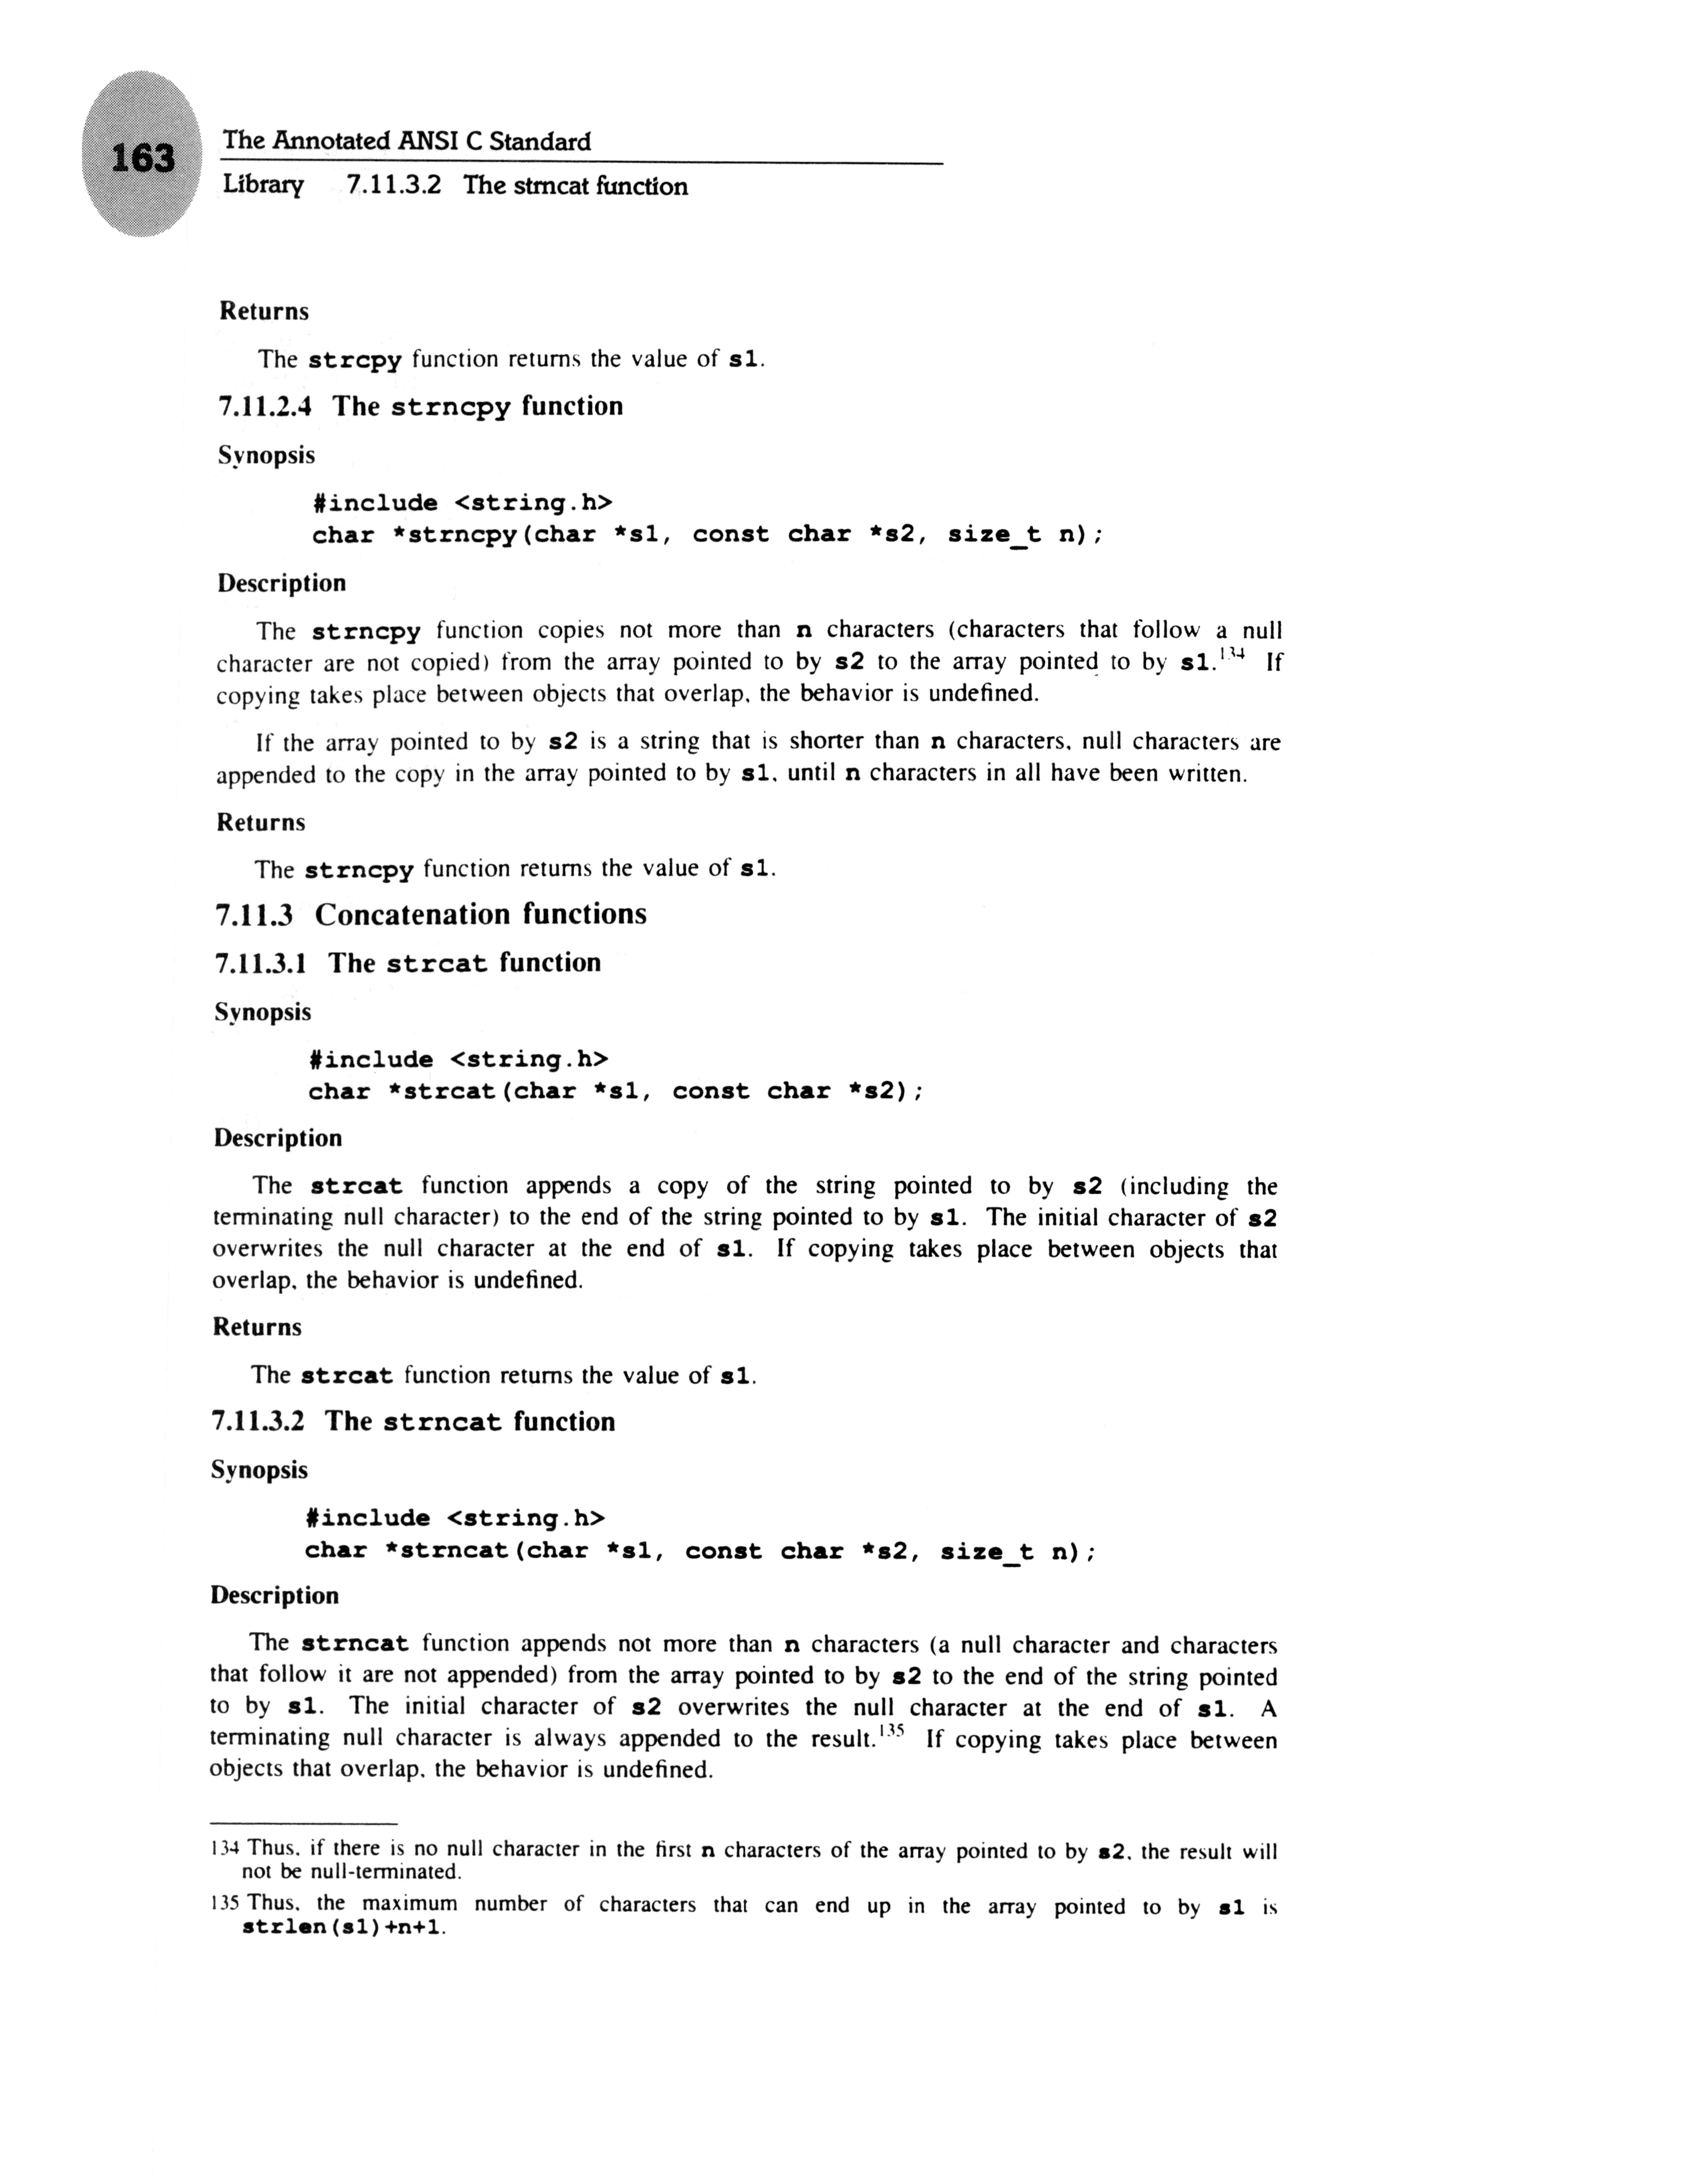 163
The Annotated ANSI C Standard
Library 7.11.3.2 The strncat function
Returns
The strcpy function returns the value of s1.
7.11.2.4 The strncpy function
Synopsis
#include <string.h>
char *strncpy(char *s1, const char *s2, size_t n);
Description
The strncpy function copies not more than n characters (characters that follow a null
character are not copied) from the array pointed to by s2 to the array pointed to by s1.134 If
copying takes place between objects that overlap, the behavior is undefined.
If the array pointed to by s2 is a string that is shorter than n characters, null characters are
appended to the copy in the array pointed to by s1, until n characters in all have been written.
Returns
The strncpy function returns the value of s1.
7.11.3 Concatenation functions
7.11.3.1 The strcat function
Synopsis
#include <string.h>
char *strcat(char *s1, const char *s2);
Description
The strcat function appends a copy of the string pointed to by s2 (including the
terminating null character) to the end of the string pointed to by s1. The initial character of s2
overwrites the null character at the end of s1. If copying takes place between objects that
overlap, the behavior is undefined.
Returns
The strcat function returns the value of s1.
7.11.3.2 The strncat function
Synopsis
#include <string.h>
char *strncat(char *s1, const char *s2, size_t n);
Description
The strncat function appends not more than n characters (a null character and characters
that follow it are not appended) from the array pointed to by s2 to the end of the string pointed
to by s1. The initial character of s2 overwrites the null character at the end of s1. A
terminating null character is always appended to the result.135 If copying takes place between
objects that overlap, the behavior is undefined.
134 Thus, if there is no null character in the first n characters of the array pointed to by s2, the result will
not be null-terminated.
135 Thus, the maximum number of characters that can end up in the array pointed to by s1 is
strlen(s1)+n+1.